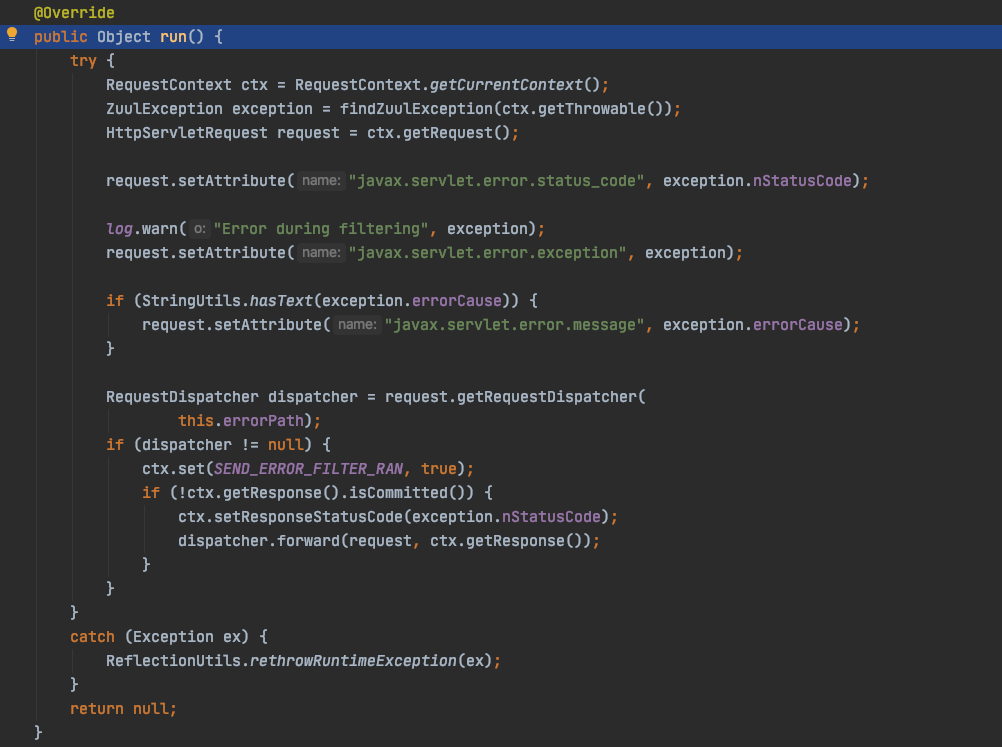 @Override
public Object run() {
try {
RequestContext ctx = RequestContext.getCurrentContext();
ZuulException exception = findZuulException(ctx.getThrowable());
HttpServletRequest request = ctx.getRequest();
request.setAttribute( name: "javax.servlet.error.status_code", exception.nStatusCode);
log.warn( o: "Error during filtering", exception);
request.setAttribute( name: "javax.servlet.error.exception", exception);
if (StringUtils.hasText(exception.errorCause)) {
request.setAttribute( name: "javax.servlet.error.message", exception.errorCause);
}
RequestDispatcher dispatcher = request.getRequestDispatcher(
this.errorPath);
if (dispatcher != null) {
ctx.set(SEND_ERROR_FILTER_RAN, true);
if (!ctx.getResponse().isCommitted()) {
ctx.setResponseStatusCode(exception.nStatusCode);
dispatcher.forward(request, ctx.getResponse());
}
}
}
catch (Exception ex) {
ReflectionUtils.rethrowRuntimeException(ex);
}
return null;
}